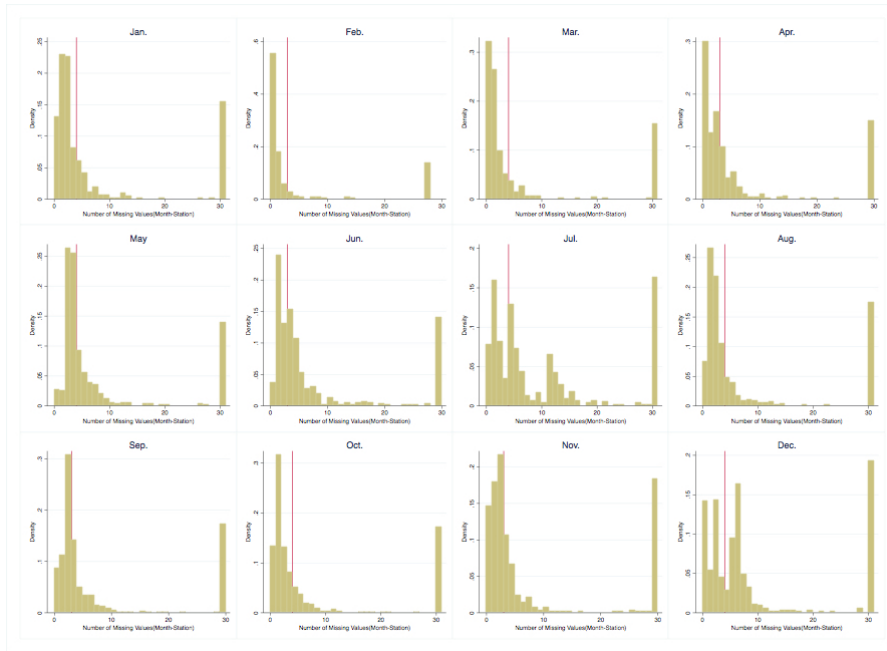 Jan. Feb. Mar. Apr.
Density Density Density Density
.25 .6 .3 .3
.2
.15 .4 .2 .2
.1 .2 .1 .1
.05
0 0 0 0
0 10 20 30 0 10 20 30 0 10 20 30 0 10 20 30
Number of Missing Values(Month-Station) Number of Missing Values(Month-Station) Number of Missing Values(Month-Station) Number of Missing Values(Month-Station)
May Jun. Jul. Aug.
Density Density Density Density
.25 .25 .2 .25
.2 .2 .15 .2
.15 .15 .15
.1 .1 .1 .1
.05 .05 .05 .05
0 0 0 0
0 10 20 30 0 10 20 30 0 10 20 30 0 10 20 30
Number of Missing Values(Month-Station) Number of Missing Values(Month-Station) Number of Missing Values(Month-Station) Number of Missing Values(Month-Station)
Sep. Oct. Nov. Dec.
Density Density Density Density
.3 .3 .2 .2
.2 .2 .15 .15
.1 .1 .1 .1
.05 .05
0 0 0 0
0 10 20 30 0 10 20 30 0 10 20 30 0 10 20 30
Number of Missing Values(Month-Station) Number of Missing Values(Month-Station) Number of Missing Values(Month-Station) Number of Missing Values(Month-Station)